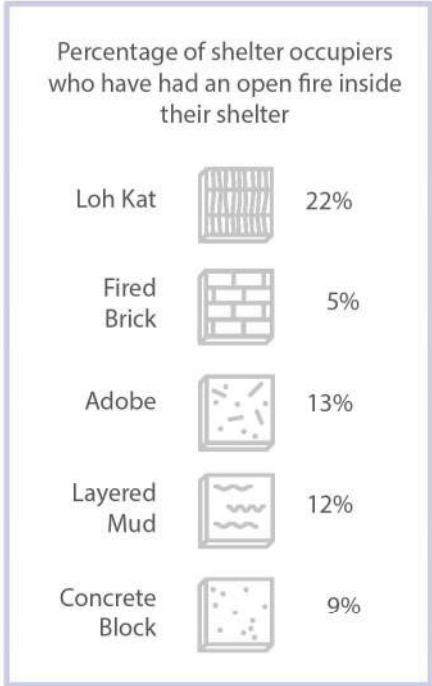 Percentage of shelter occupiers
who have had an open fire inside
their shelter
Loh Kat 22%
Fired
Brick 5%
Adobe 13%
Layered
Mud 12%
Concrete
Block 9%